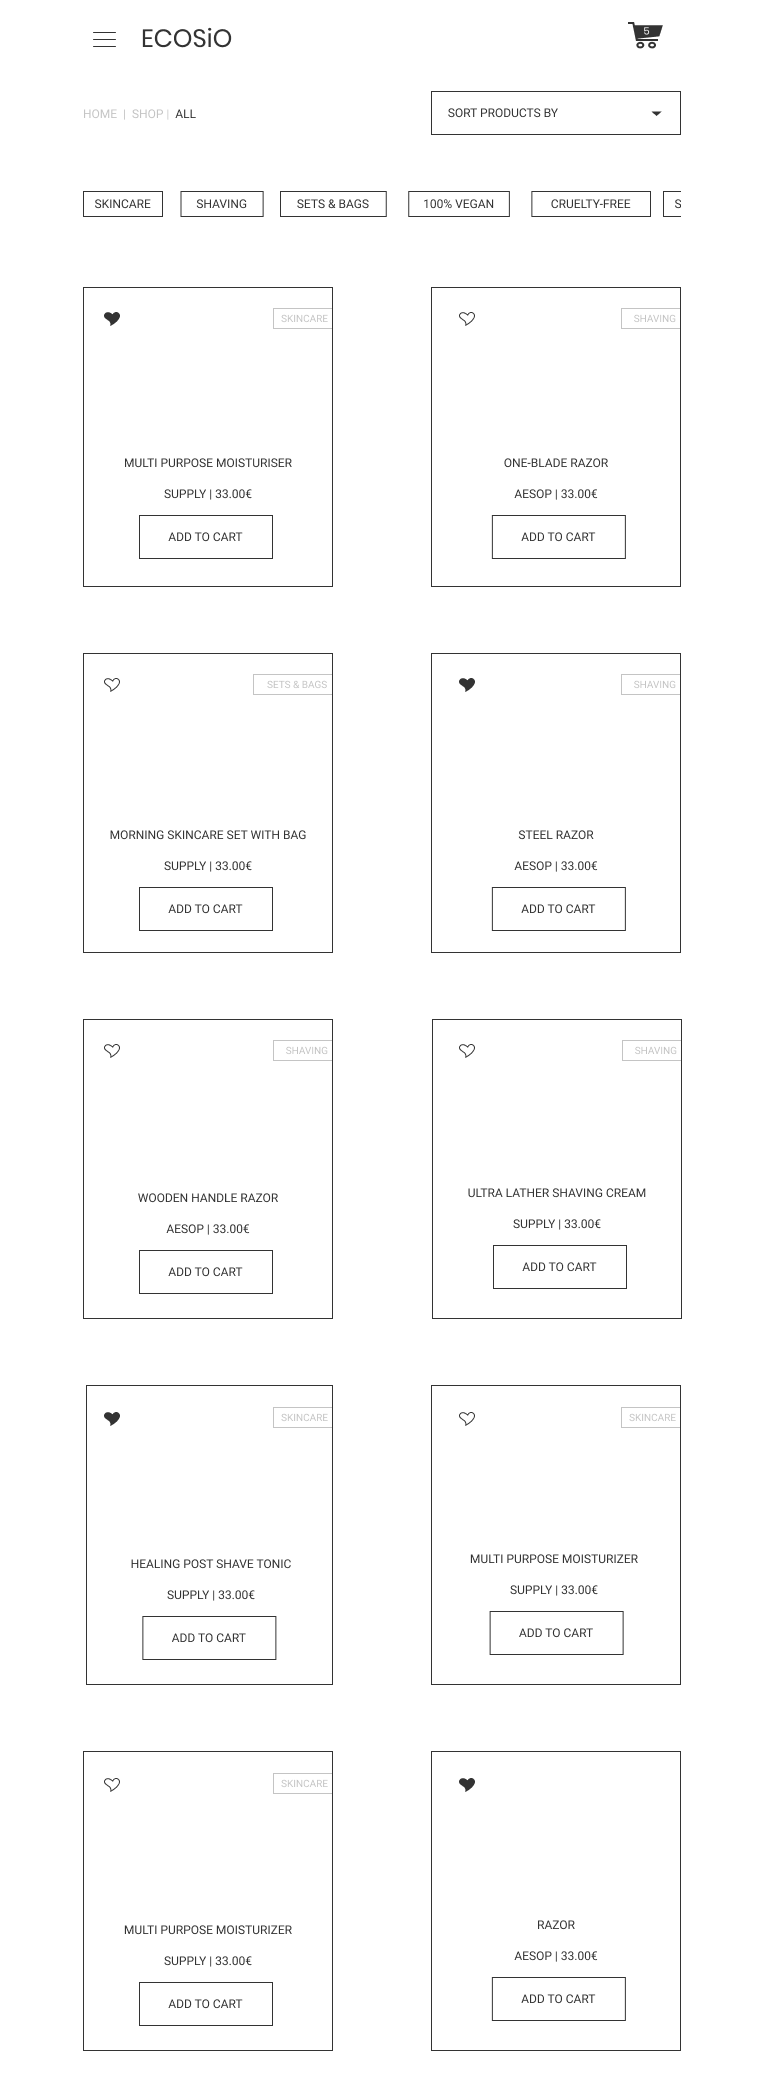 ECOSiO
5
HOME | SHOP | ALL
SORT PRODUCTS BY
SKINCARE
SHAVING
SETS & BAGS
100% VEGAN
CRUELTY-FREE
S
SKINCARE
MULTI PURPOSE MOISTURISER
SUPPLY | 33.00€
ADD TO CART
SHAVING
ONE-BLADE RAZOR
AESOP | 33.00€
ADD TO CART
SETS & BAGS
MORNING SKINCARE SET WITH BAG
SUPPLY | 33.00€
ADD TO CART
SHAVING
STEEL RAZOR
AESOP | 33.00€
ADD TO CART
SHAVING
WOODEN HANDLE RAZOR
AESOP | 33.00€
ADD TO CART
SHAVING
ULTRA LATHER SHAVING CREAM
SUPPLY | 33.00€
ADD TO CART
SKINCARE
HEALING POST SHAVE TONIC
SUPPLY | 33.00€
ADD TO CART
SKINCARE
MULTI PURPOSE MOISTURIZER
SUPPLY | 33.00€
ADD TO CART
SKINCARE
MULTI PURPOSE MOISTURIZER
SUPPLY | 33.00€
ADD TO CART
RAZOR
AESOP | 33.00€
ADD TO CART